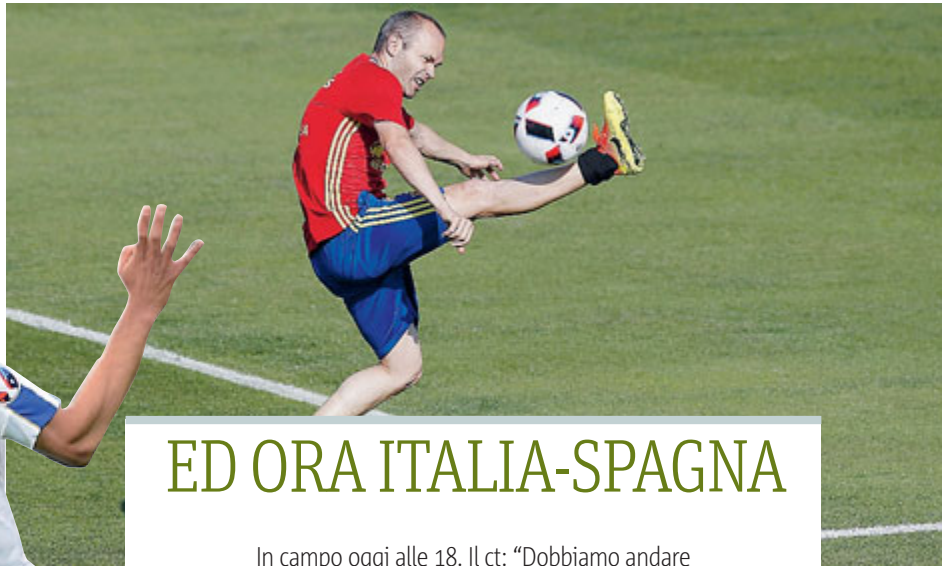 ED ORA ITALIA-SPAGNA
In campo oggi alle 18. Il ct: “Dobbiamo andare